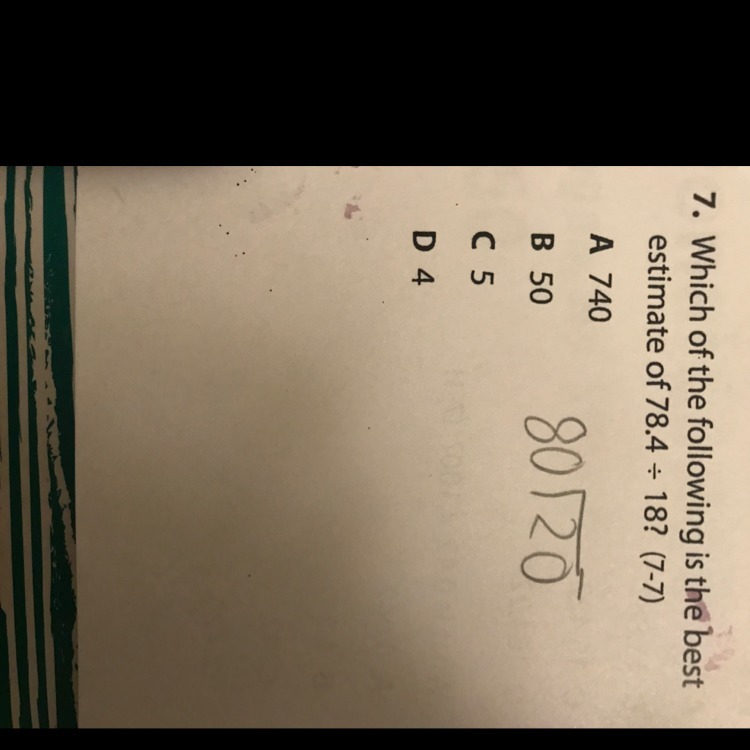 7. Which of the following is the best
estimate of 78.4 ÷ 18? (7-7)
A 740
B 50
C 5
D 4
80 ⟌20